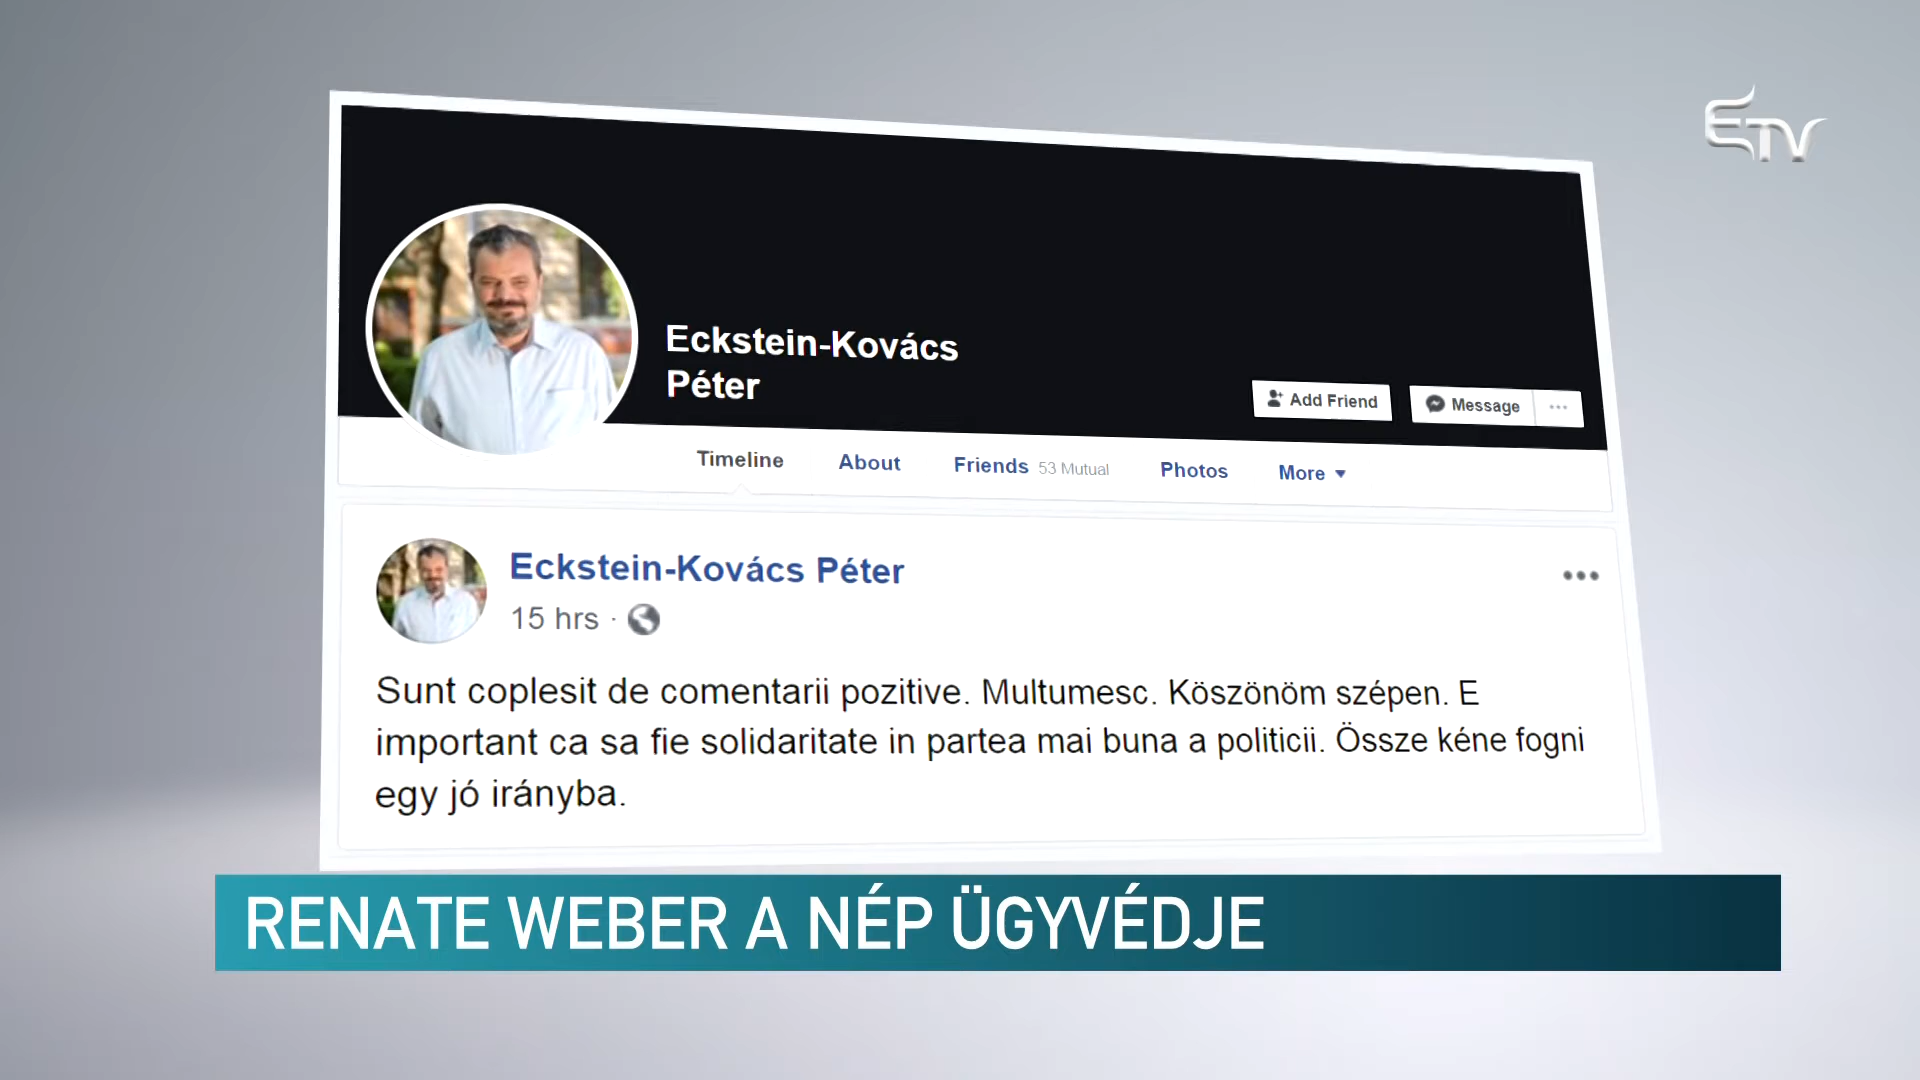 ETV
Eckstein-Kovács
Péter
Add Friend
Message
Timeline About Friends 53 Mutual Photos More
Eckstein-Kovács Péter
15 hrs ·
Sunt coplesit de comentarii pozitive. Multumesc. Köszönöm szépen. E
important ca sa fie solidaritate in partea mai buna a politicii. Össze kéne fogni
egy jó irányba.
RENATE WEBER A NÉP ÜGYVÉDJE